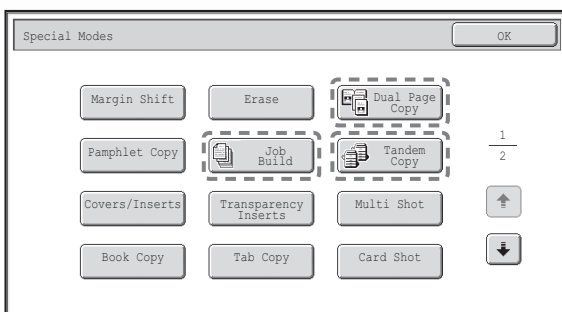 Special Modes
OK
Margin Shift
Erase
Dual Page
Copy
Pamphlet Copy
Job
Build
Tandem
Copy
1
2
Covers/Inserts
Transparency
Inserts
Multi Shot
Book Copy
Tab Copy
Card Shot